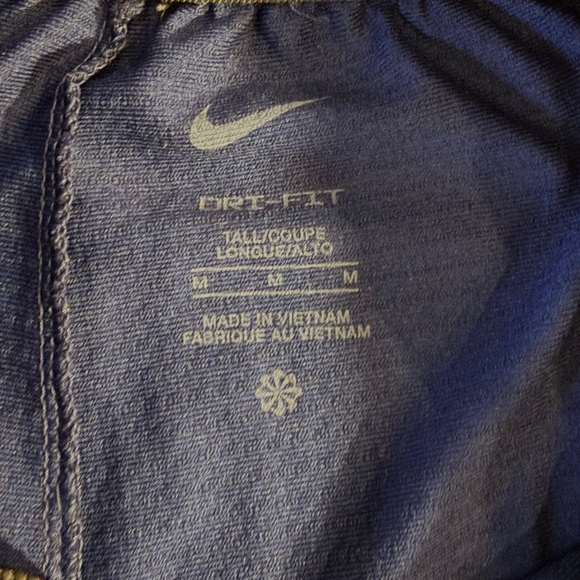 DRI-FIT
TALL/COUPE
LONGUE/ALTO
M M M
MADE IN VIETNAM
FABRIQUE AU VIETNAM